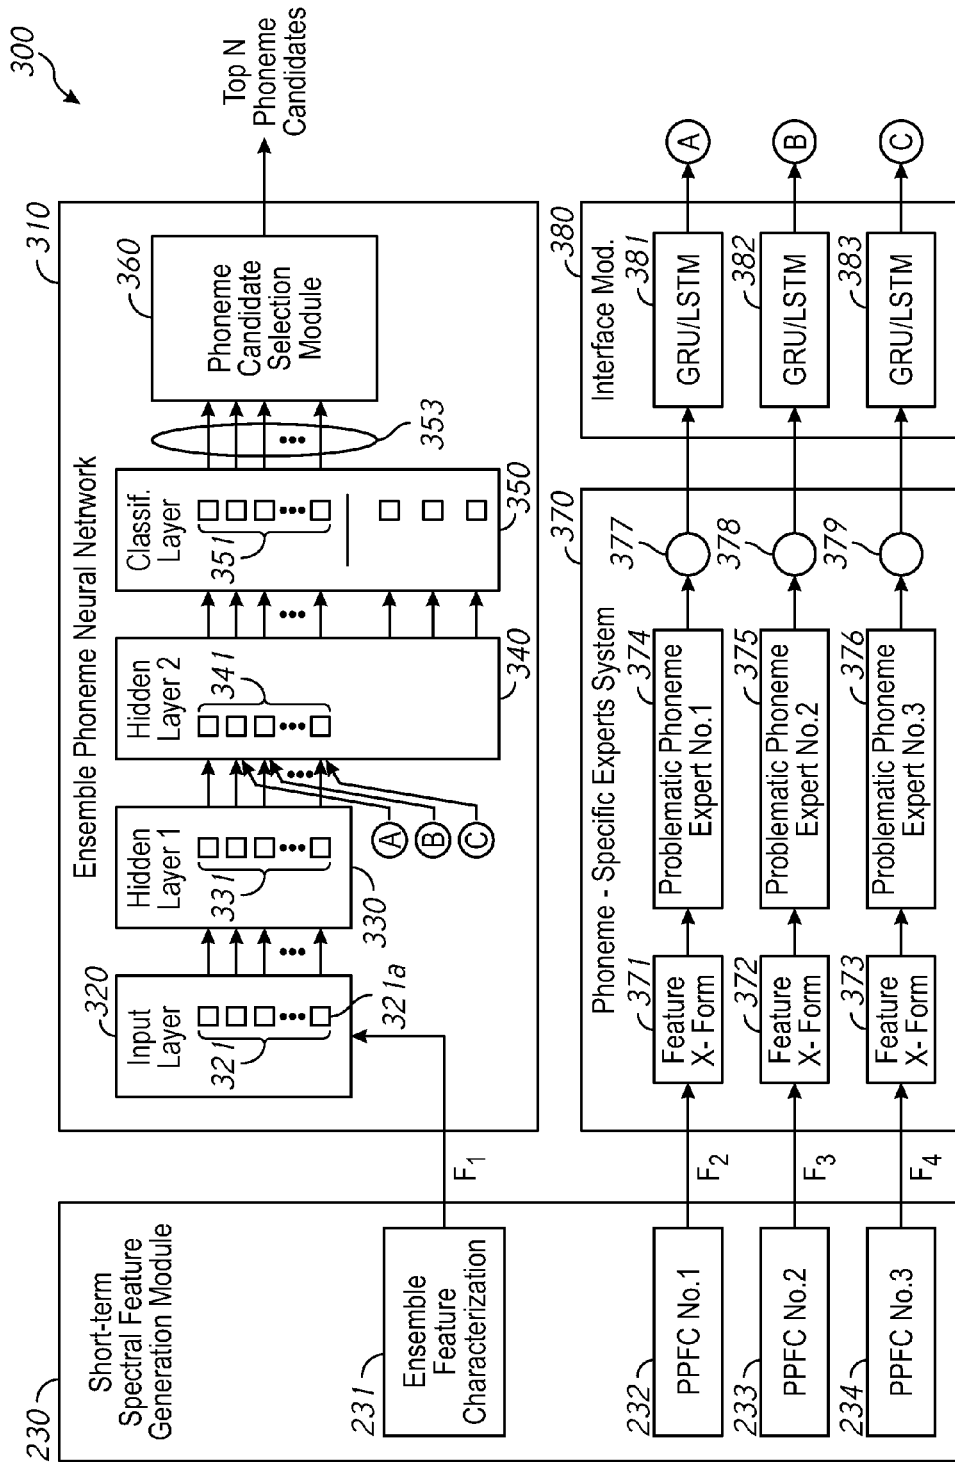 300
230
Short-term
Spectral Feature
Generation Module
231
Ensemble
Feature
Characterization
232
PPFC No.1
233
PPFC No.2
234
PPFC No.3
F1
F2
F3
F4
310
Ensemble Phoneme Neural Netrwork
320
Input
Layer
321
321a
Hidden
Layer 1
331
330
A
B
C
Hidden
Layer 2
341
340
Classif.
Layer
351
350
353
360
Phoneme
Candidate
Selection
Module
Top N
Phoneme
Candidates
370
Phoneme - Specific Experts System
371
Feature
X- Form
374
Problematic Phoneme
Expert No.1
377
372
Feature
X- Form
375
Problematic Phoneme
Expert No.2
378
373
Feature
X- Form
376
Problematic Phoneme
Expert No.3
379
380
Interface Mod.
381
GRU/LSTM
A
382
GRU/LSTM
B
383
GRU/LSTM
C